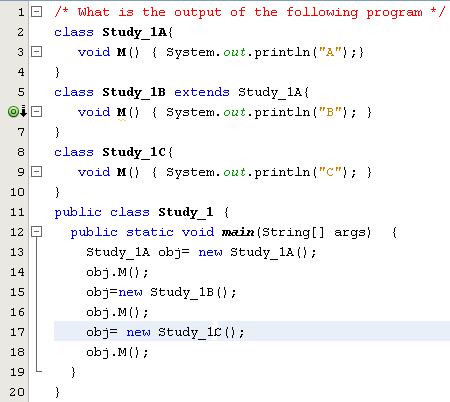 1 /* What is the output of the following program */
2 class Study_1A{
3 void M() { System.out.println("A");}
4 }
5 class Study_1B extends Study_1A{
void M() { System.out.println("B"); }
7 }
8 class Study_1C{
9 void M() { System.out.println("C"); }
10 }
11 public class Study_1 {
12 public static void main(String[] args) {
13 Study_1A obj= new Study_1A();
14 obj.M();
15 obj=new Study_1B();
16 obj.M();
17 obj= new Study_1C();
18 obj.M();
19 }
20 }